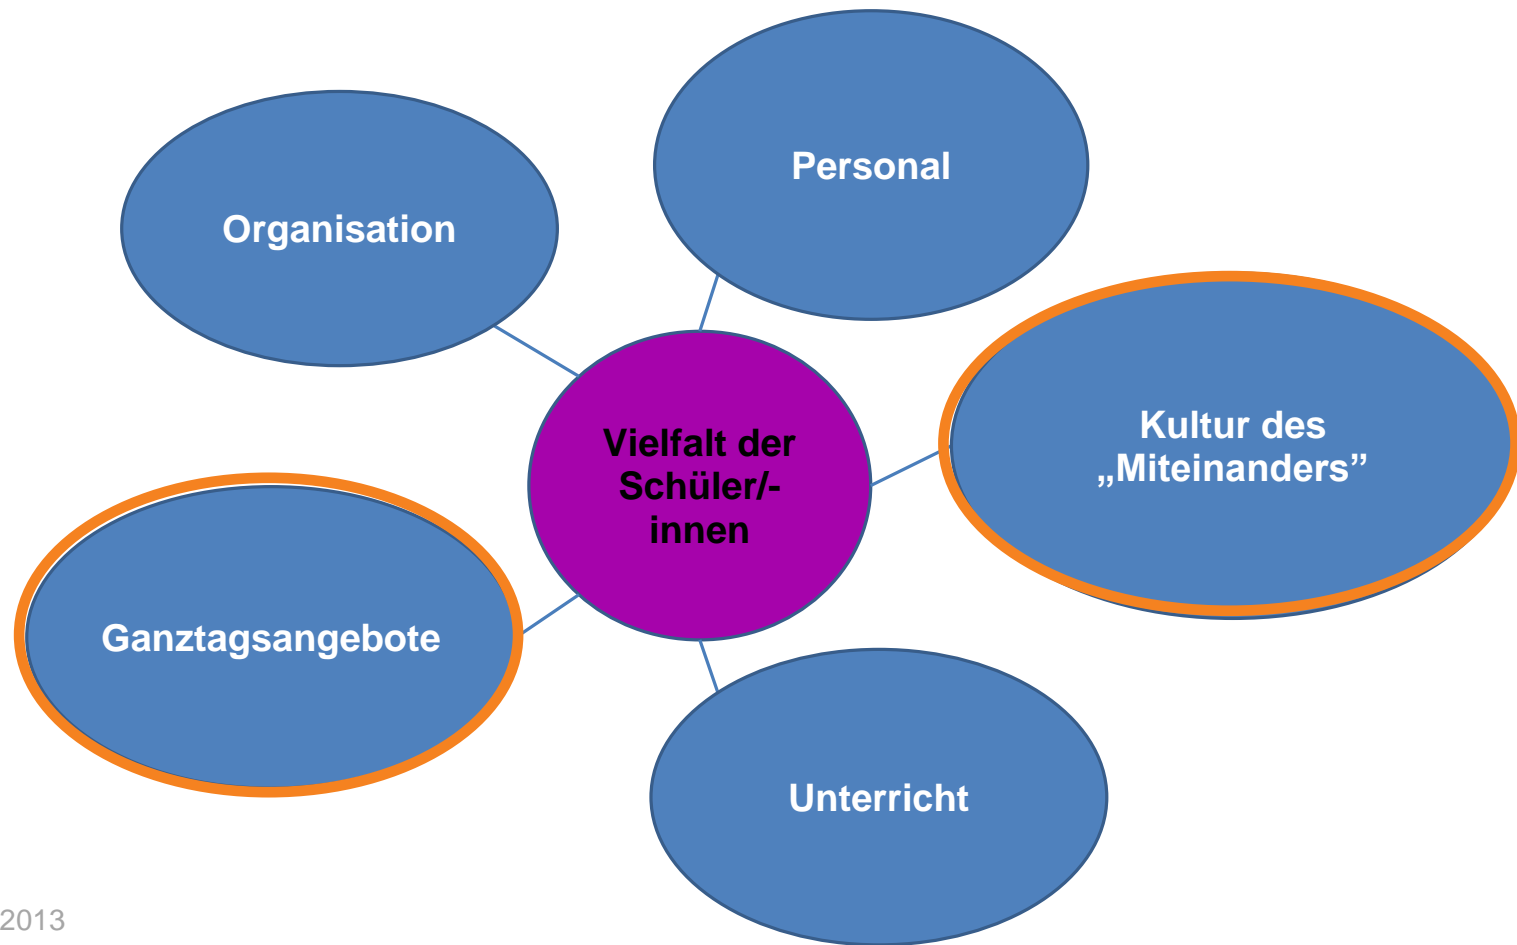 Personal
Organisation
Kultur des
„Miteinanders”
Vielfalt der
Schüler/-
innen
Ganztagsangebote
Unterricht
2013